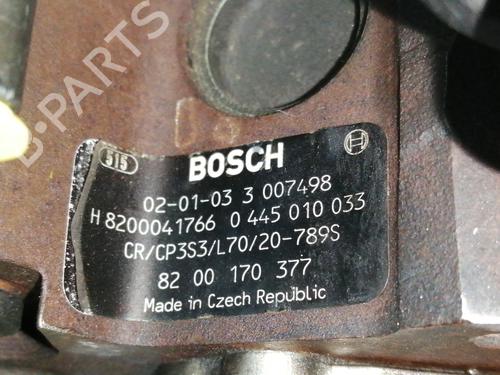 B-PARTS
515
BOSCH
02-01-03 3 007498
H 8200041766 0 445 010 033
CR/CP3S3/L70/20-789S
82 00 170 377
Made in Czech Republic